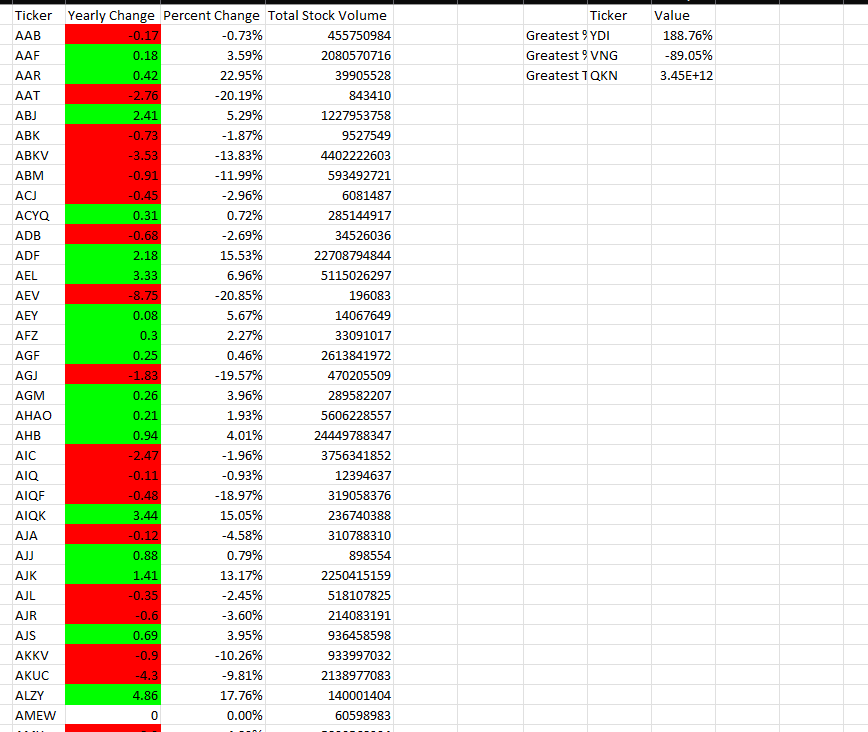 Ticker Yearly Change Percent Change Total Stock Volume Ticker Value
AAB -0.17 -0.73% 455750984 Greatest % YDI 188.76%
AAF 0.18 3.59% 2080570716 Greatest % VNG -89.05%
AAR 0.42 22.95% 39905528 Greatest T QKN 3.45E+12
AAT -2.76 -20.19% 843410
ABJ 2.41 5.29% 1227953758
ABK -0.73 -1.87% 9527549
ABKV -3.53 -13.83% 4402222603
ABM -0.91 -11.99% 593492721
ACJ -0.45 -2.96% 6081487
ACYQ 0.31 0.72% 285144917
ADB -0.68 -2.69% 34526036
ADF 2.18 15.53% 22708794844
AEL 3.33 6.96% 5115026297
AEV -8.75 -20.85% 196083
AEY 0.08 5.67% 14067649
AFZ 0.3 2.27% 33091017
AGF 0.25 0.46% 2613841972
AGJ -1.83 -19.57% 470205509
AGM 0.26 3.96% 289582207
AHAO 0.21 1.93% 5606228557
AHB 0.94 4.01% 24449788347
AIC -2.47 -1.96% 3756341852
AIQ -0.11 -0.93% 12394637
AIQF -0.48 -18.97% 319058376
AIQK 3.44 15.05% 236740388
AJA -0.12 -4.58% 310788310
AJJ 0.88 0.79% 898554
AJK 1.41 13.17% 2250415159
AJL -0.35 -2.45% 518107825
AJR -0.6 -3.60% 214083191
AJS 0.69 3.95% 936458598
AKKV -0.9 -10.26% 933997032
AKUC -4.3 -9.81% 2138977083
ALZY 4.86 17.76% 140001404
AMEW 0 0.00% 60598983